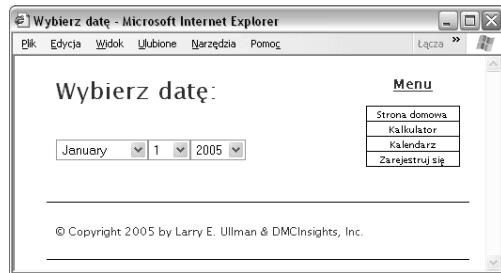 Wybierz datę - Microsoft Internet Explorer
Plik Edycja Widok Ulubione Narzędzia Pomoc Łącza »
Wybierz datę:
January 1 2005
Menu
Strona domowa
Kalkulator
Kalendarz
Zarejestruj się
© Copyright 2005 by Larry E. Ullman & DMCInsights, Inc.